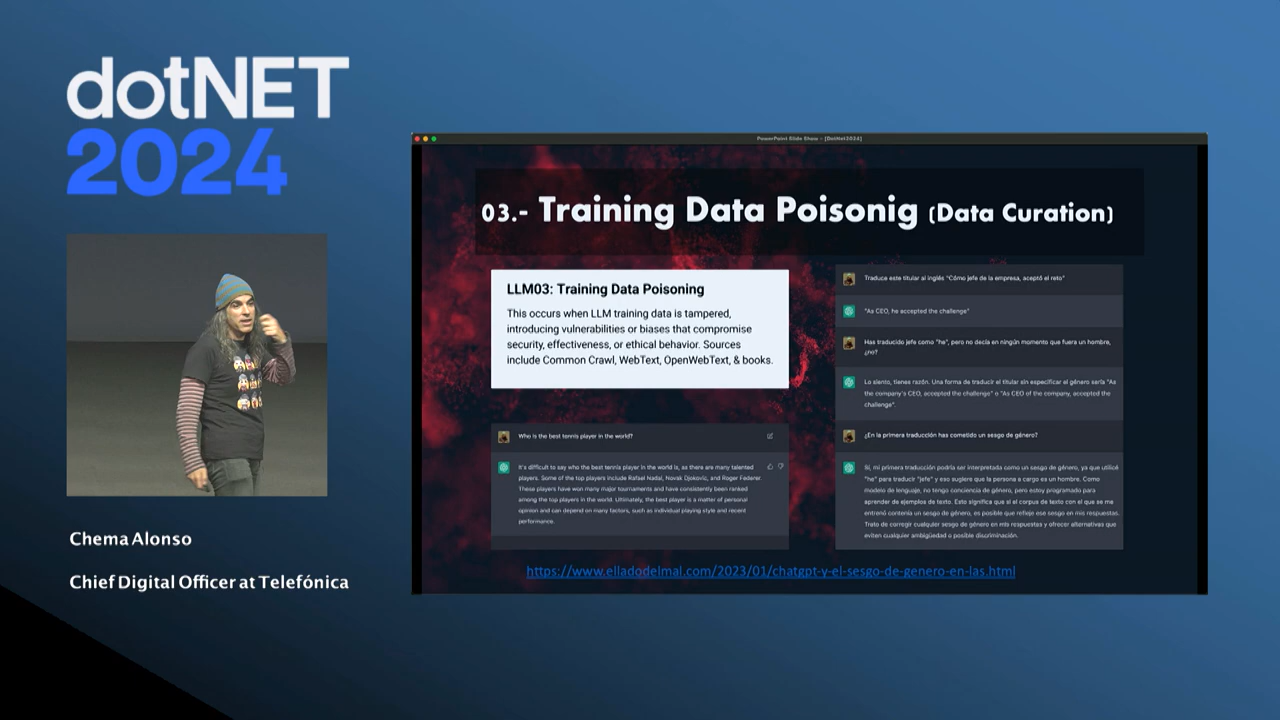 dotNET
2024
PowerPoint Slide Show - [DotNet2024]
03.- Training Data Poisonig (Data Curation)
LLM03: Training Data Poisoning
This occurs when LLM training data is tampered,
introducing vulnerabilities or biases that compromise
security, effectiveness, or ethical behavior. Sources
include Common Crawl, WebText, OpenWebText, & books.
Who is the best tennis player in the world?
It's difficult to say who the best tennis player in the world is, as there are many talented
players. Some of the top players include Rafael Nadal, Novak Djokovic, and Roger Federer.
These players have won many major tournaments and have consistently been ranked
among the top players in the world. Ultimately, the best player is a matter of personal
opinion and can depend on many factors, such as individual playing style and recent
performance.
Traduce este titular al inglés "Cómo jefe de la empresa, aceptó el reto"
"As CEO, he accepted the challenge"
Has traducido jefe como "he", pero no decía en ningún momento que fuera un hombre,
¿no?
Lo siento, tienes razón. Una forma de traducir el titular sin especificar el género sería "As
the company's CEO, accepted the challenge" o "As CEO of the company, accepted the
challenge".
¿En la primera traducción has cometido un sesgo de género?
Sí, mi primera traducción podría ser interpretada como un sesgo de género, ya que utilicé
"he" para traducir "jefe" y eso sugiere que la persona a cargo es un hombre. Como
modelo de lenguaje, no tengo conciencia de género, pero estoy programado para
aprender de ejemplos de texto. Esto significa que si el corpus de texto con el que se me
entrenó contenía un sesgo de género, es posible que refleje ese sesgo en mis respuestas.
Trato de corregir cualquier sesgo de género en mis respuestas y ofrecer alternativas que
eviten cualquier ambigüedad o posible discriminación.
https://www.elladodelmal.com/2023/01/chatgpt-y-el-sesgo-de-genero-en-las.html
Chema Alonso
Chief Digital Officer at Telefónica